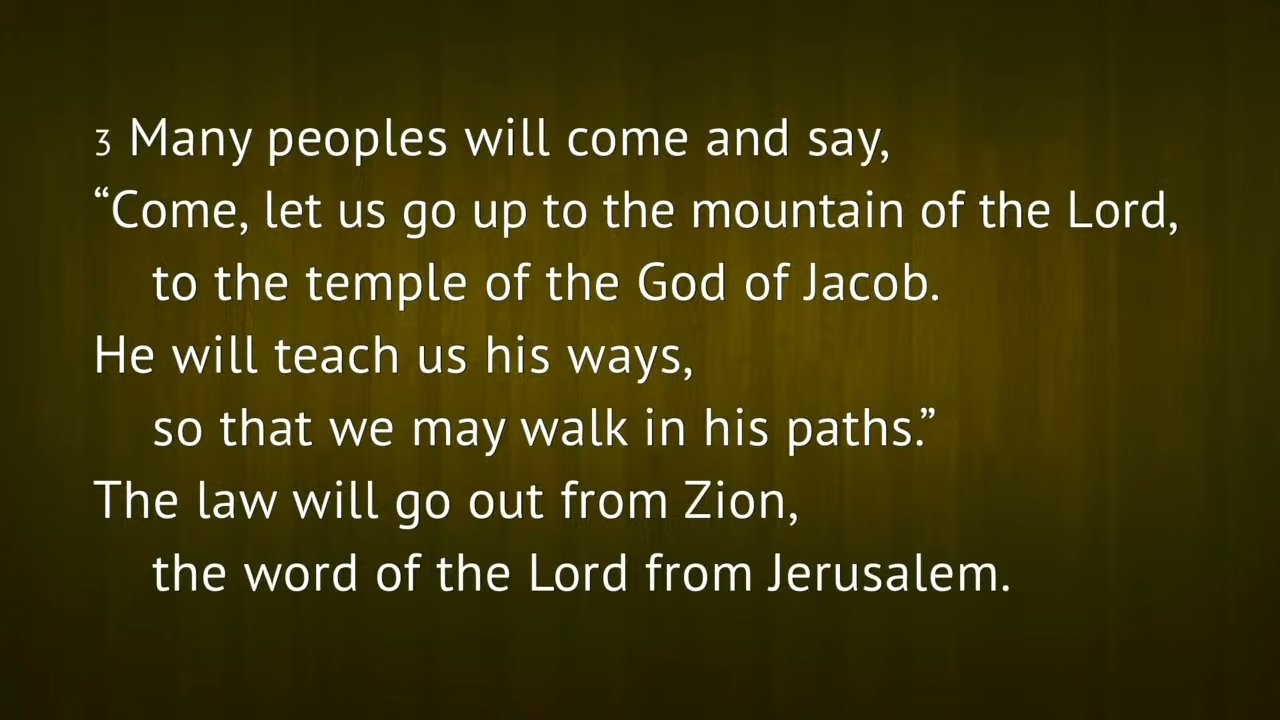 3 Many peoples will come and say,
“Come, let us go up to the mountain of the Lord,
to the temple of the God of Jacob.
He will teach us his ways,
so that we may walk in his paths.”
The law will go out from Zion,
the word of the Lord from Jerusalem.